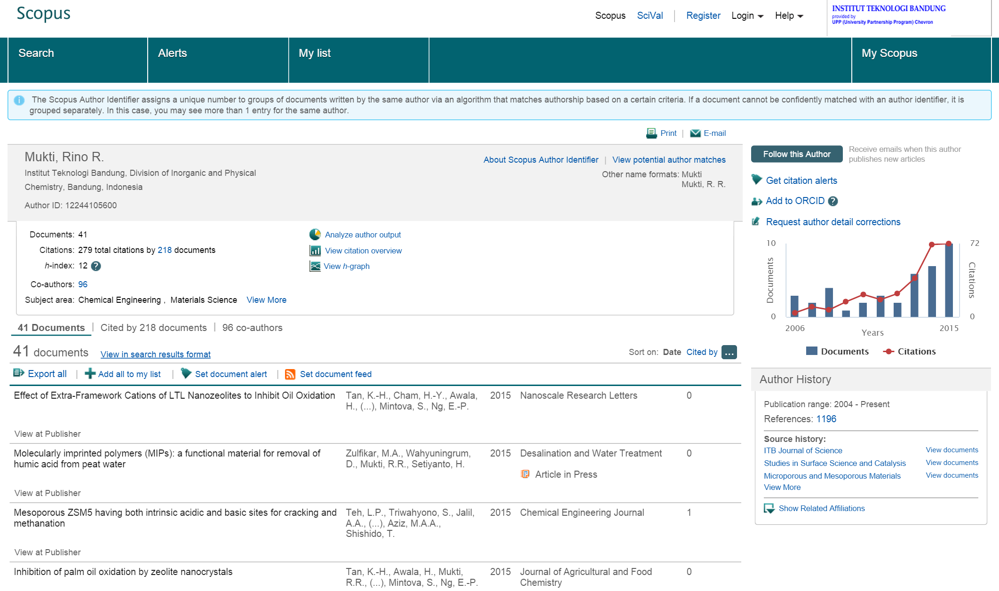 Scopus
Scopus SciVal | Register Login Help
INSTITUT TEKNOLOGI BANDUNG
provided by
UPP (University Partnership Program) Chevron
Search Alerts My list My Scopus
The Scopus Author Identifier assigns a unique number to groups of documents written by the same author via an algorithm that matches authorship based on a certain criteria. If a document cannot be confidently matched with an author identifier, it is
grouped separately. In this case, you may see more than 1 entry for the same author.
Print | E-mail
Mukti, Rino R.
Institut Teknologi Bandung, Division of Inorganic and Physical
Chemistry, Bandung, Indonesia
Author ID: 12244105600
About Scopus Author Identifier | View potential author matches
Other name formats: Mukti
Mukti, R. R.
Documents: 41
Citations: 279 total citations by 218 documents
h-index: 12 ?
Co-authors: 96
Subject area: Chemical Engineering , Materials Science View More
Analyze author output
View citation overview
View h-graph
41 Documents | Cited by 218 documents | 96 co-authors
41 documents View in search results format
Sort on: Date Cited by ...
Export all | Add all to my list | Set document alert | Set document feed
Effect of Extra-Framework Cations of LTL Nanozeolites to Inhibit Oil Oxidation
Tan, K.-H., Cham, H.-Y., Awala,
H., (...), Mintova, S., Ng, E.-P.
2015
Nanoscale Research Letters
0
View at Publisher
Molecularly imprinted polymers (MIPs): a functional material for removal of
humic acid from peat water
Zulfikar, M.A., Wahyuningrum,
D., Mukti, R.R., Setiyanto, H.
2015
Desalination and Water Treatment
Article in Press
0
View at Publisher
Mesoporous ZSM5 having both intrinsic acidic and basic sites for cracking and
methanation
Teh, L.P., Triwahyono, S., Jalil,
A.A., (...), Aziz, M.A.A.,
Shishido, T.
2015
Chemical Engineering Journal
1
View at Publisher
Inhibition of palm oil oxidation by zeolite nanocrystals
Tan, K.-H., Awala, H., Mukti,
R.R., (...), Mintova, S., Ng, E.-P.
2015
Journal of Agricultural and Food
Chemistry
0
Follow this Author
Receive emails when this author
publishes new articles
Get citation alerts
Add to ORCID ?
Request author detail corrections
10
72
Documents
Citations
0
0
2006
2015
Years
Documents Citations
Author History
Publication range: 2004 - Present
References: 1196
Source history:
ITB Journal of Science View documents
Studies in Surface Science and Catalysis View documents
Microporous and Mesoporous Materials View documents
View More
Show Related Affiliations